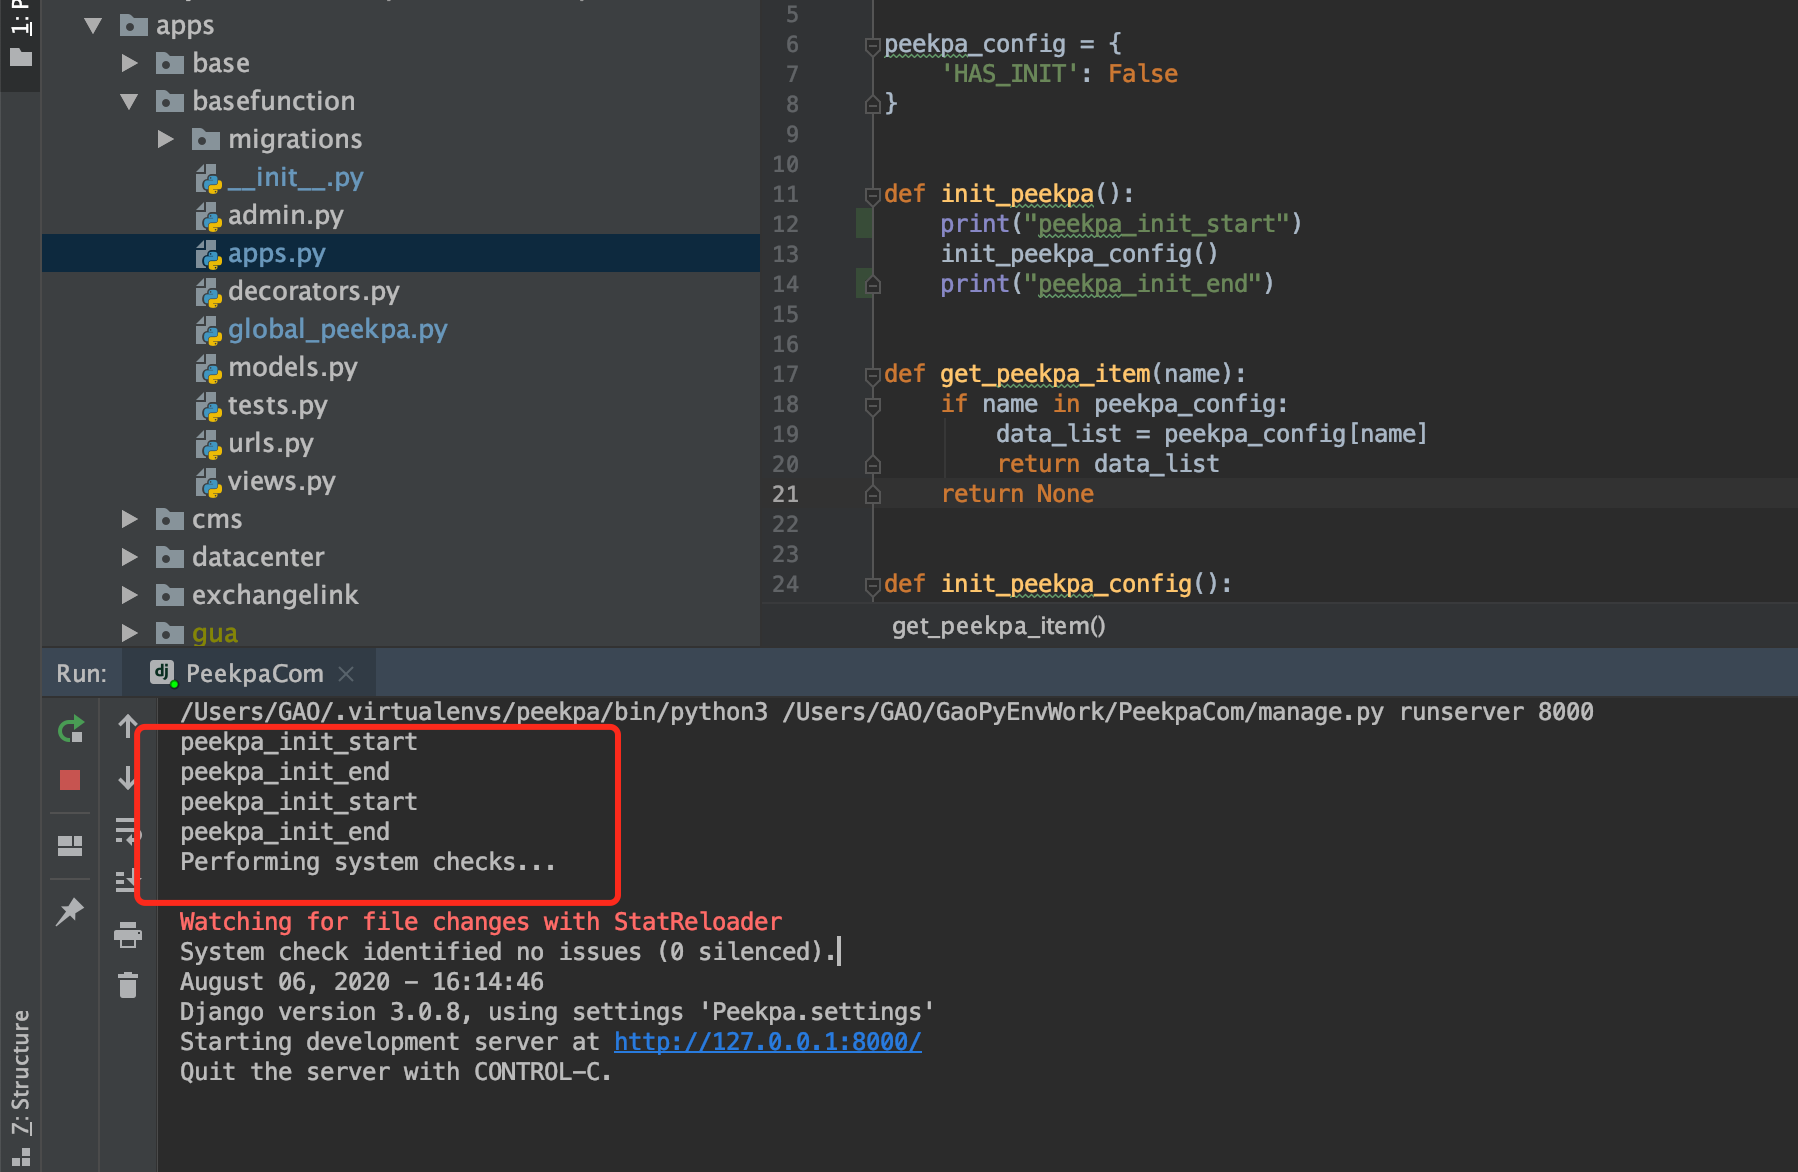 1: P
apps
base
basefunction
migrations
__init__.py
admin.py
apps.py
decorators.py
global_peekpa.py
models.py
tests.py
urls.py
views.py
cms
datacenter
exchangelink
gua
5
6 peekpa_config = {
7 'HAS_INIT': False
8 }
9
10
11 def init_peekpa():
12 print("peekpa_init_start")
13 init_peekpa_config()
14 print("peekpa_init_end")
15
16
17 def get_peekpa_item(name):
18 if name in peekpa_config:
19 data_list = peekpa_config[name]
20 return data_list
21 return None
22
23
24 def init_peekpa_config():
get_peekpa_item()
Run: dj PeekpaCom
/Users/GAO/.virtualenvs/peekpa/bin/python3 /Users/GAO/GaoPyEnvWork/PeekpaCom/manage.py runserver 8000
peekpa_init_start
peekpa_init_end
peekpa_init_start
peekpa_init_end
Performing system checks...
Watching for file changes with StatReloader
System check identified no issues (0 silenced).
August 06, 2020 - 16:14:46
Django version 3.0.8, using settings 'Peekpa.settings'
Starting development server at http://127.0.0.1:8000/
Quit the server with CONTROL-C.
7: Structure